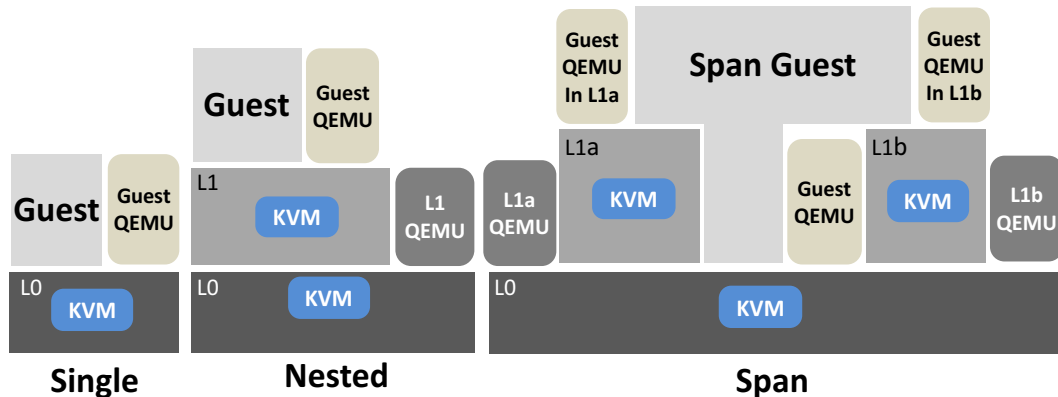 Guest
Guest
QEMU
L0
KVM
Single
Guest
Guest
QEMU
L1
KVM
L1
QEMU
L0
KVM
Nested
Guest
QEMU
In L1a
Span Guest
Guest
QEMU
In L1b
L1a
QEMU
L1a
KVM
Guest
QEMU
L1b
KVM
L1b
QEMU
L0
KVM
Span